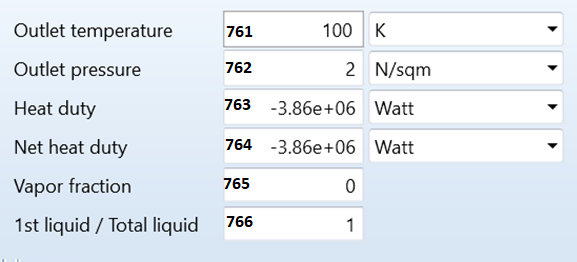 Outlet temperature 761 100 K
Outlet pressure 762 2 N/sqm
Heat duty 763 -3.86e+06 Watt
Net heat duty 764 -3.86e+06 Watt
Vapor fraction 765 0
1st liquid / Total liquid 766 1